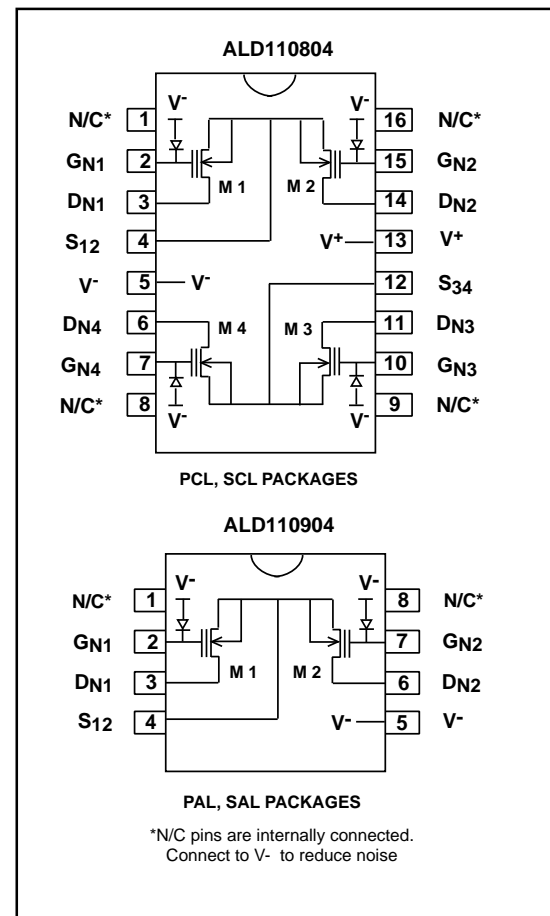 ALD110804
V- V-
N/C* 1 16 N/C*
GN1 2 15 GN2
M 1 M 2
DN1 3 14 DN2
S12 4 V+ 13 V+
V- 5 V- 12 S34
DN4 6 M 4 M 3 11 DN3
GN4 7 10 GN3
N/C* 8 V- V- 9 N/C*
PCL, SCL PACKAGES
ALD110904
V- V-
N/C* 1 8 N/C*
GN1 2 7 GN2
M 1 M 2
DN1 3 6 DN2
S12 4 V- 5 V-
PAL, SAL PACKAGES
*N/C pins are internally connected.
Connect to V- to reduce noise